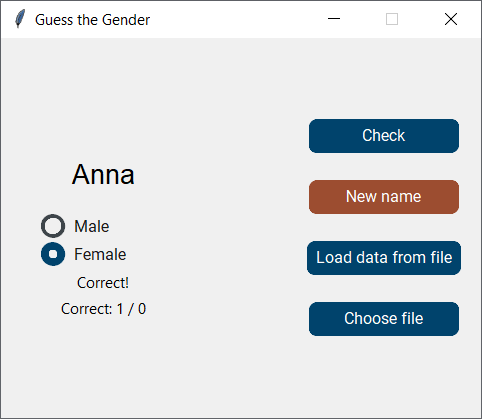 Guess the Gender
Anna
Male
Female
Correct!
Correct: 1 / 0
Check
New name
Load data from file
Choose file